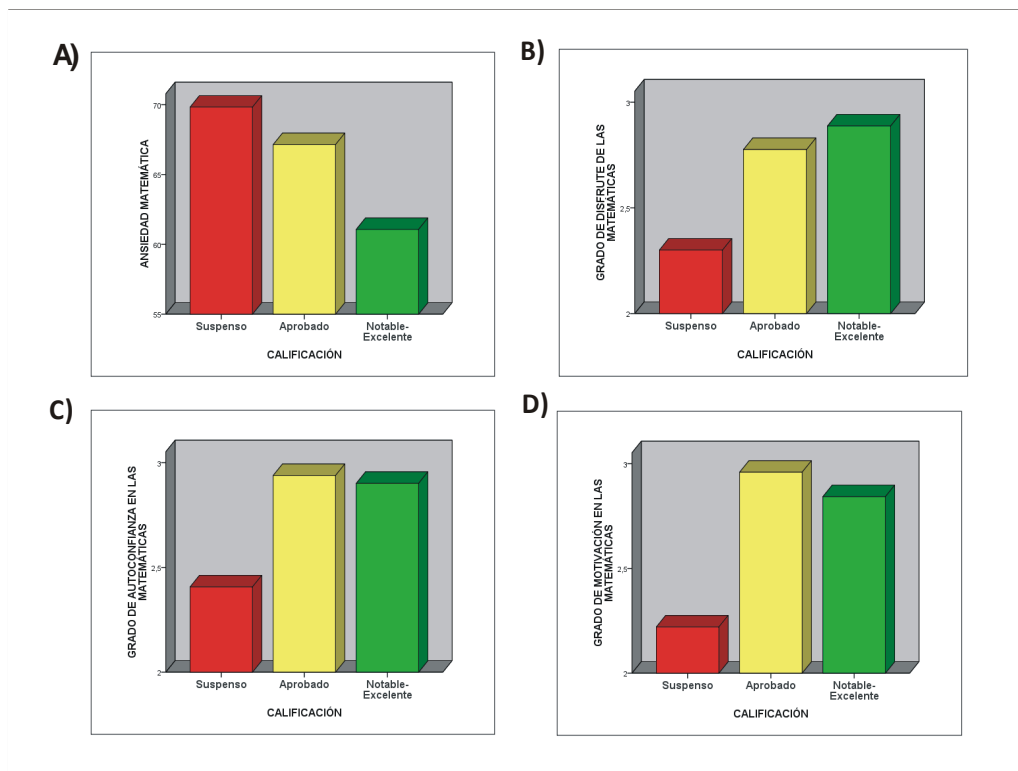 A)
ANSIEDAD MATEMÁTICA
70
65
60
55
Suspenso
Aprobado
Notable-
Excelente
CALIFICACIÓN
B)
GRADO DE DISFRUTE DE LAS
MATEMÁTICAS
3
2,5
2
Suspenso
Aprobado
Notable-
Excelente
CALIFICACIÓN
C)
GRADO DE AUTOCONFIANZA EN LAS
MATEMÁTICAS
3
2,5
2
Suspenso
Aprobado
Notable-
Excelente
CALIFICACIÓN
D)
GRADO DE MOTIVACIÓN EN LAS
MATEMÁTICAS
3
2,5
2
Suspenso
Aprobado
Notable-
Excelente
CALIFICACIÓN